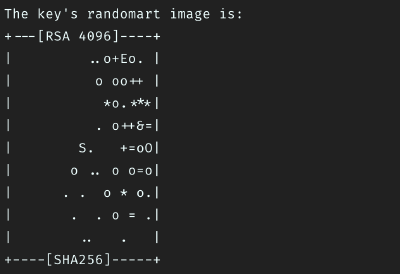 The key's randomart image is:
+---[RSA 4096]----+
|          ..o+Eo. |
|          o oo++  |
|           *o.***|
|          . o++&=|
|        S.   +=oO|
|       o .. o o=o|
|      . .  o * o.|
|       .  . o = .|
|        ..    .   |
+----[SHA256]-----+